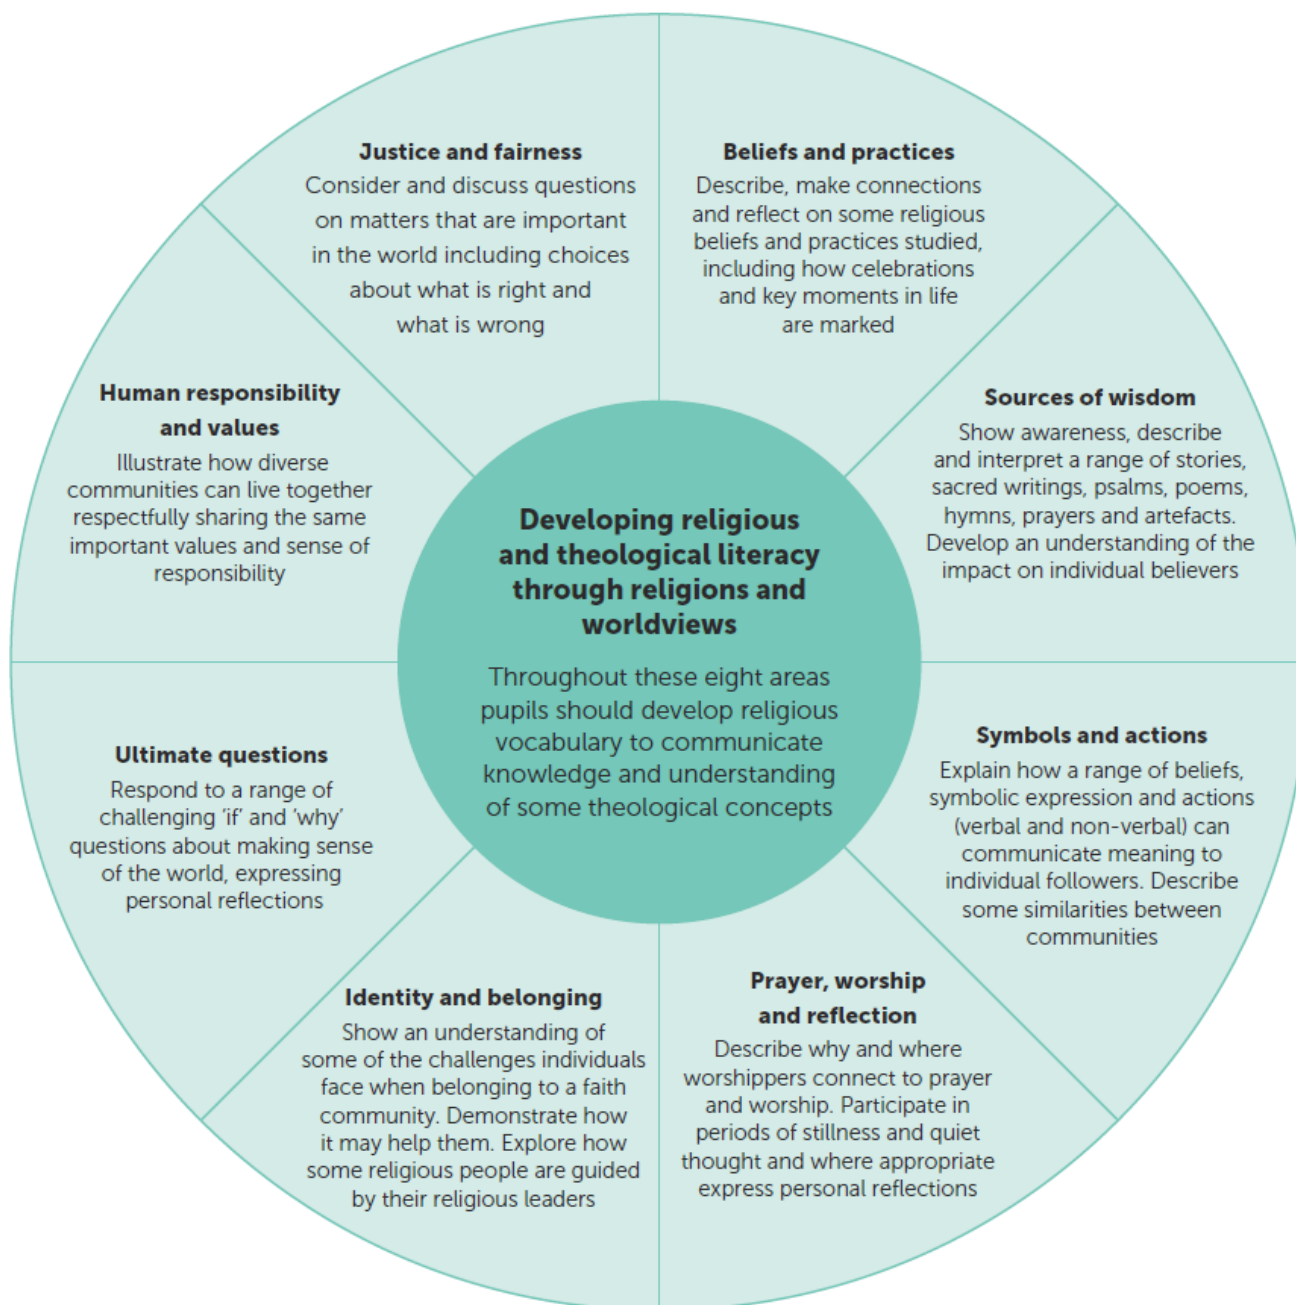 Justice and fairness
Consider and discuss questions
on matters that are important
in the world including choices
about what is right and
what is wrong
Beliefs and practices
Describe, make connections
and reflect on some religious
beliefs and practices studied,
including how celebrations
and key moments in life
are marked
Sources of wisdom
Show awareness, describe
and interpret a range of stories,
sacred writings, psalms, poems,
hymns, prayers and artefacts.
Develop an understanding of the
impact on individual believers
Symbols and actions
Explain how a range of beliefs,
symbolic expression and actions
(verbal and non-verbal) can
communicate meaning to
individual followers. Describe
some similarities between
communities
Prayer, worship
and reflection
Describe why and where
worshippers connect to prayer
and worship. Participate in
periods of stillness and quiet
thought and where appropriate
express personal reflections
Identity and belonging
Show an understanding of
some of the challenges individuals
face when belonging to a faith
community. Demonstrate how
it may help them. Explore how
some religious people are guided
by their religious leaders
Ultimate questions
Respond to a range of
challenging ‘if’ and ‘why’
questions about making sense
of the world, expressing
personal reflections
Human responsibility
and values
Illustrate how diverse
communities can live together
respectfully sharing the same
important values and sense of
responsibility
Developing religious
and theological literacy
through religions and
worldviews
Throughout these eight areas
pupils should develop religious
vocabulary to communicate
knowledge and understanding
of some theological concepts